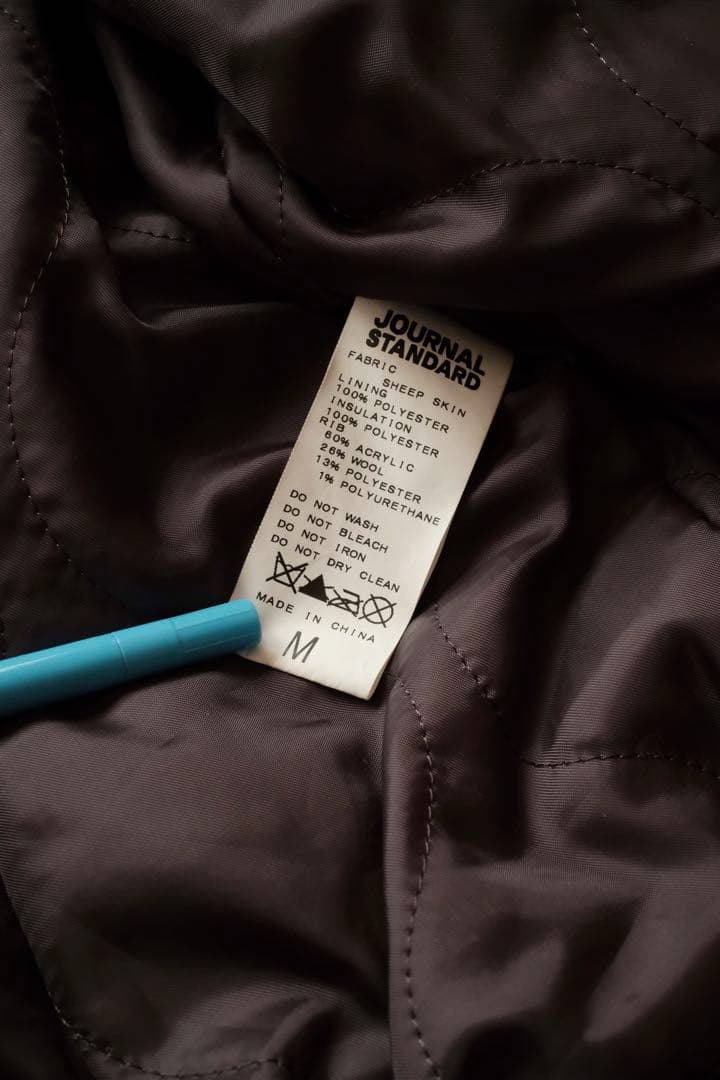 JOURNAL
STANDARD
FABRIC
SHEEP SKIN
LINING
100% POLYESTER
INSULATION
100% POLYESTER
RIB
60% ACRYLIC
26% WOOL
13% POLYESTER
1% POLYURETHANE
DO NOT WASH
DO NOT BLEACH
DO NOT IRON
DO NOT DRY CLEAN
MADE IN CHINA
M